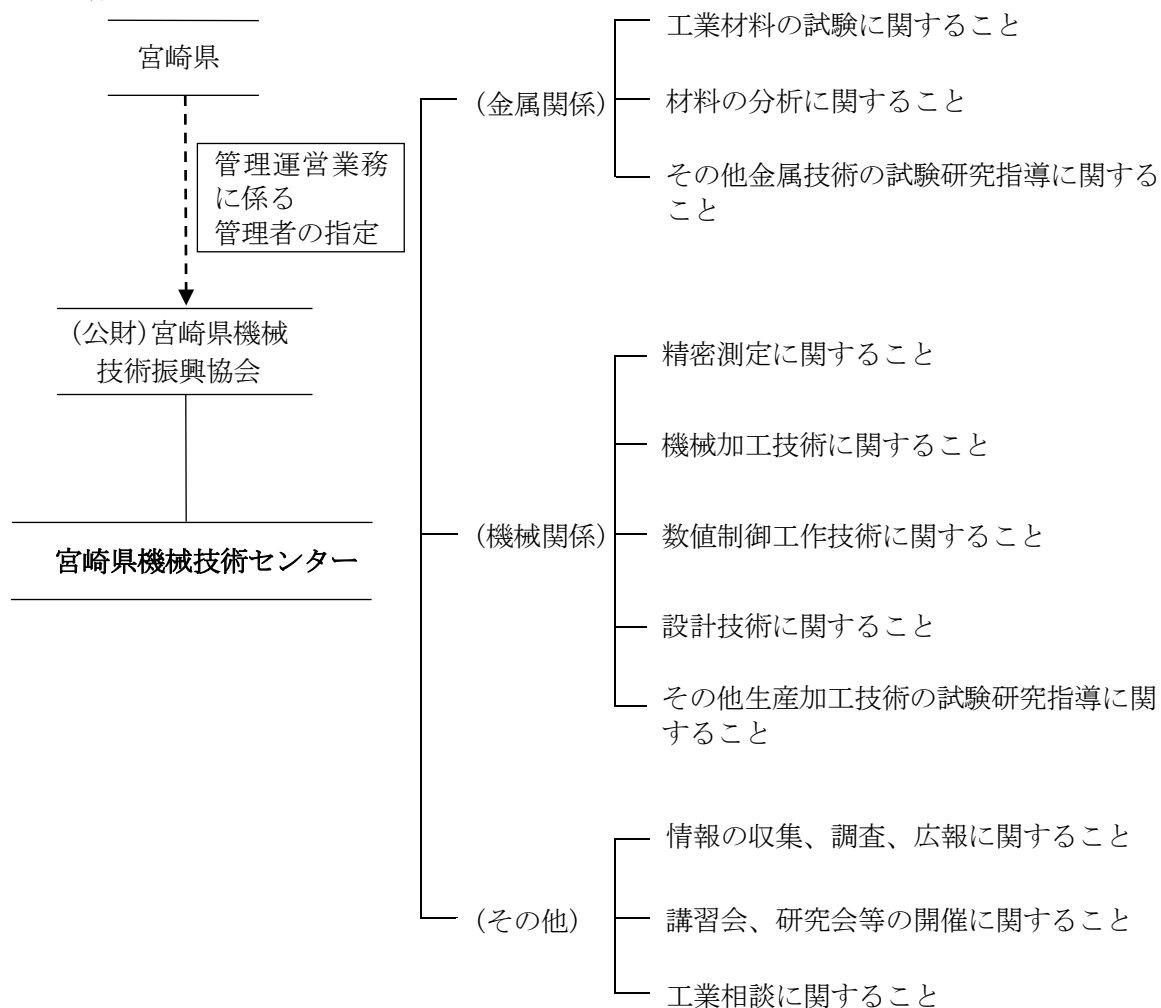 宮崎県
管理運営業務
に係る
管理者の指定
(公財)宮崎県機械
技術振興協会
宮崎県機械技術センター
(金属関係)
工業材料の試験に関すること
材料の分析に関すること
その他金属技術の試験研究指導に関する
こと
(機械関係)
精密測定に関すること
機械加工技術に関すること
数値制御工作技術に関すること
設計技術に関すること
その他生産加工技術の試験研究指導に関
すること
(その他)
情報の収集、調査、広報に関すること
講習会、研究会等の開催に関すること
工業相談に関すること